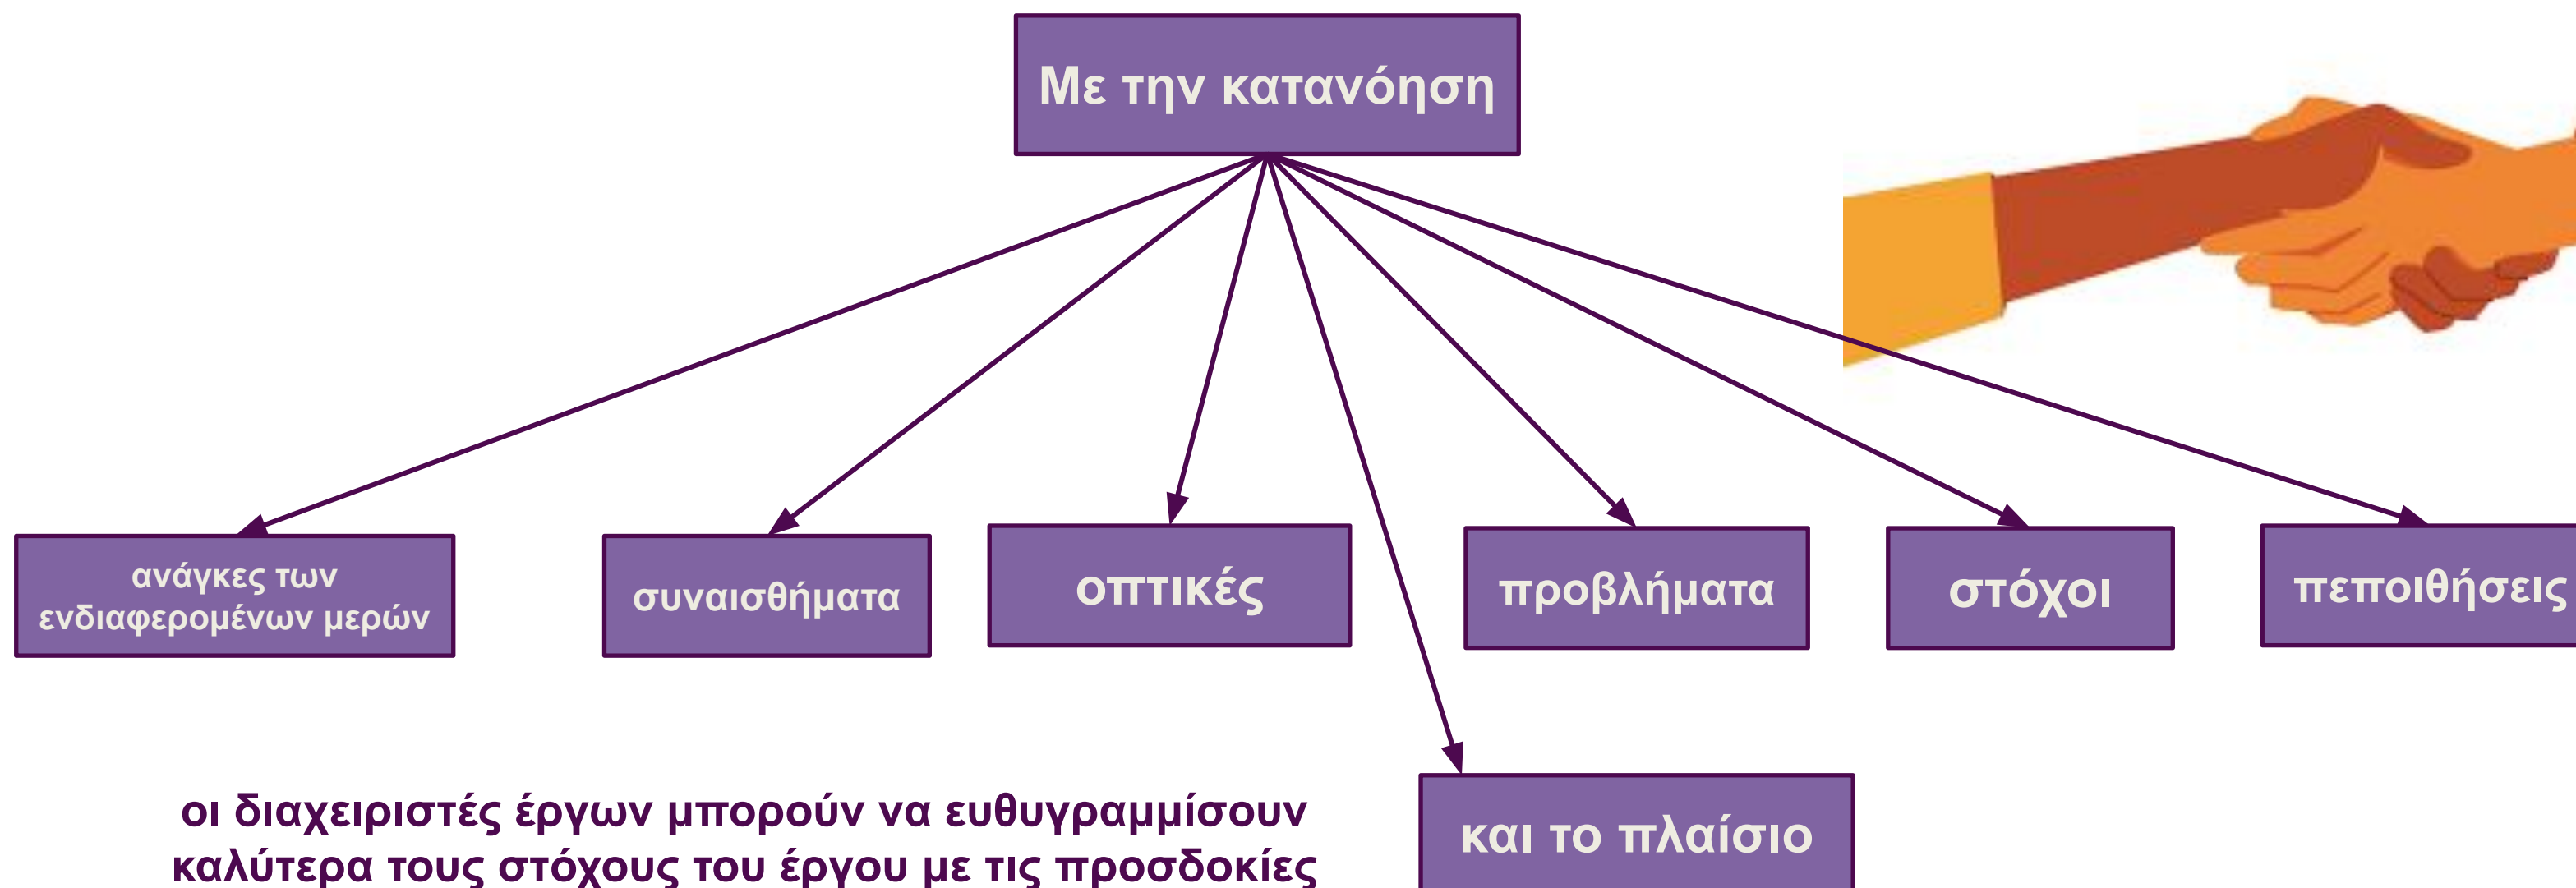 Με την κατανόηση
ανάγκες των
ενδιαφερομένων μερών
συναισθήματα
οπτικές
προβλήματα
στόχοι
πεποιθήσεις
και το πλαίσιο
οι διαχειριστές έργων μπορούν να ευθυγραμμίσουν
καλύτερα τους στόχους του έργου με τις προσδοκίες